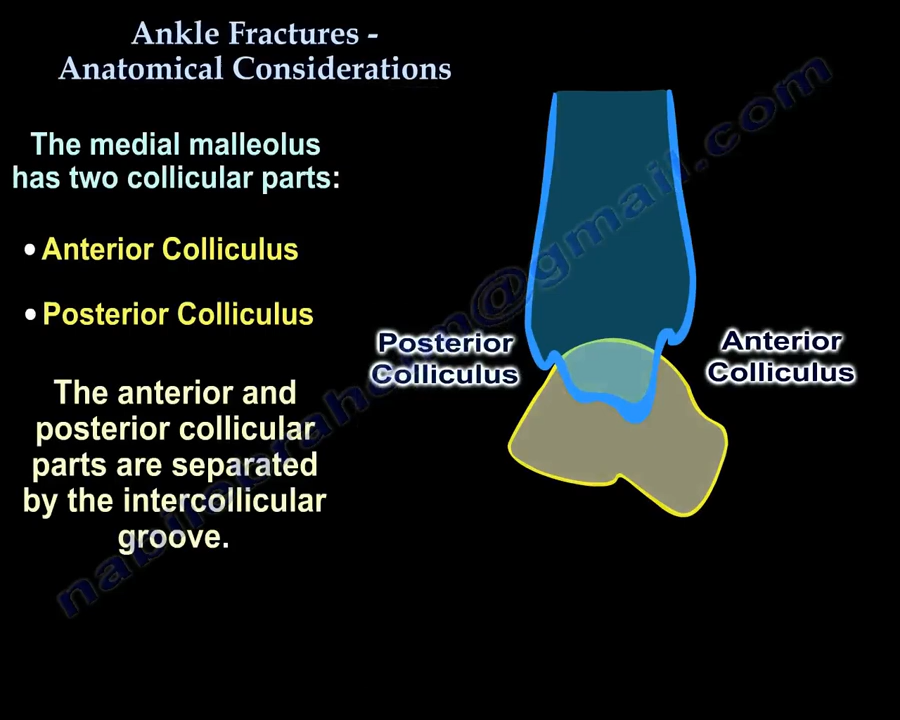 Ankle Fractures -
Anatomical Considerations
The medial malleolus
has two collicular parts:
• Anterior Colliculus
• Posterior Colliculus
The anterior and
posterior collicular
parts are separated
by the intercollicular
groove.
Posterior
Colliculus
Anterior
Colliculus